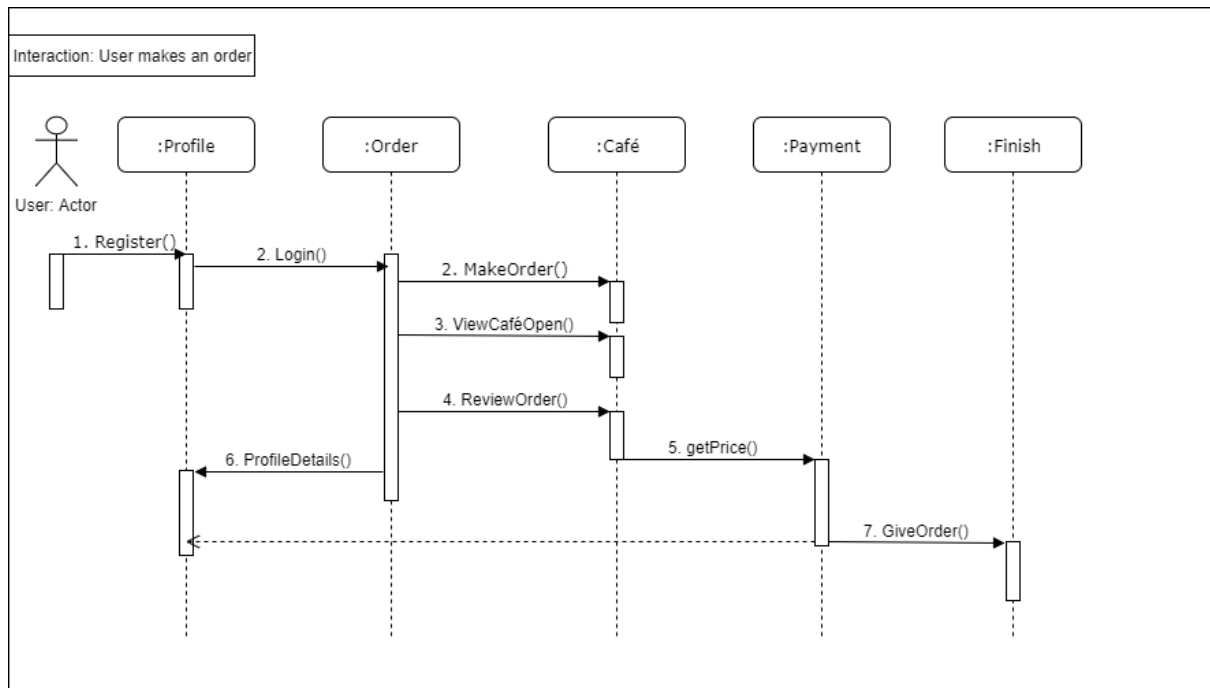 Interaction: User makes an order
:Profile
:Order
:Café
:Payment
:Finish
User: Actor
1. Register()
2. Login()
2. MakeOrder()
3. ViewCaféOpen()
4. ReviewOrder()
5. getPrice()
6. ProfileDetails()
7. GiveOrder()